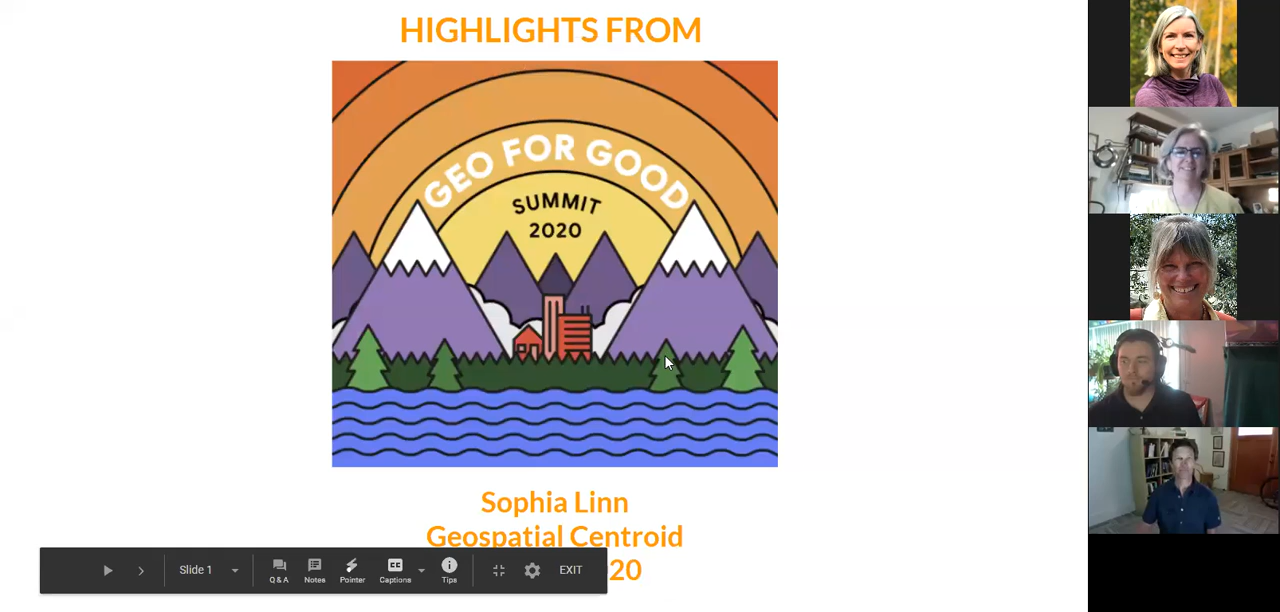 HIGHLIGHTS FROM
GEO FOR GOOD
SUMMIT
2020
Sophia Linn
Geospatial Centroid
20
Slide 1
Q & A
Notes
Pointer
CC
Captions
Tips
EXIT